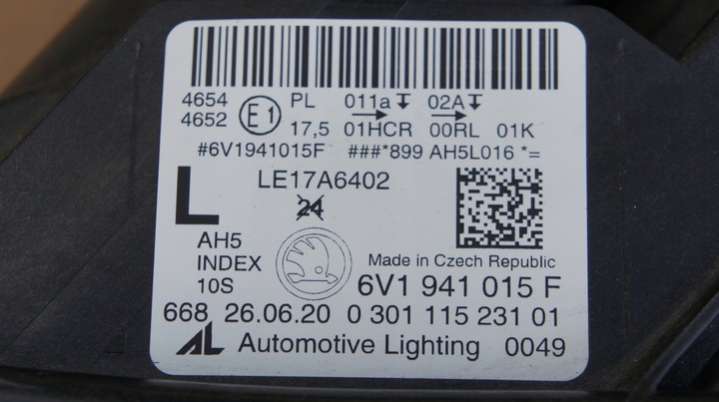 4654 E1 PL 011a 02A
4652 17,5 01HCR 00RL 01K
#6V1941015F ###*899 AH5L016 *=
L LE17A6402
24
AH5
INDEX Made in Czech Republic
10S 6V1 941 015 F
668 26.06.20 0 301 115 231 01
AL Automotive Lighting 0049